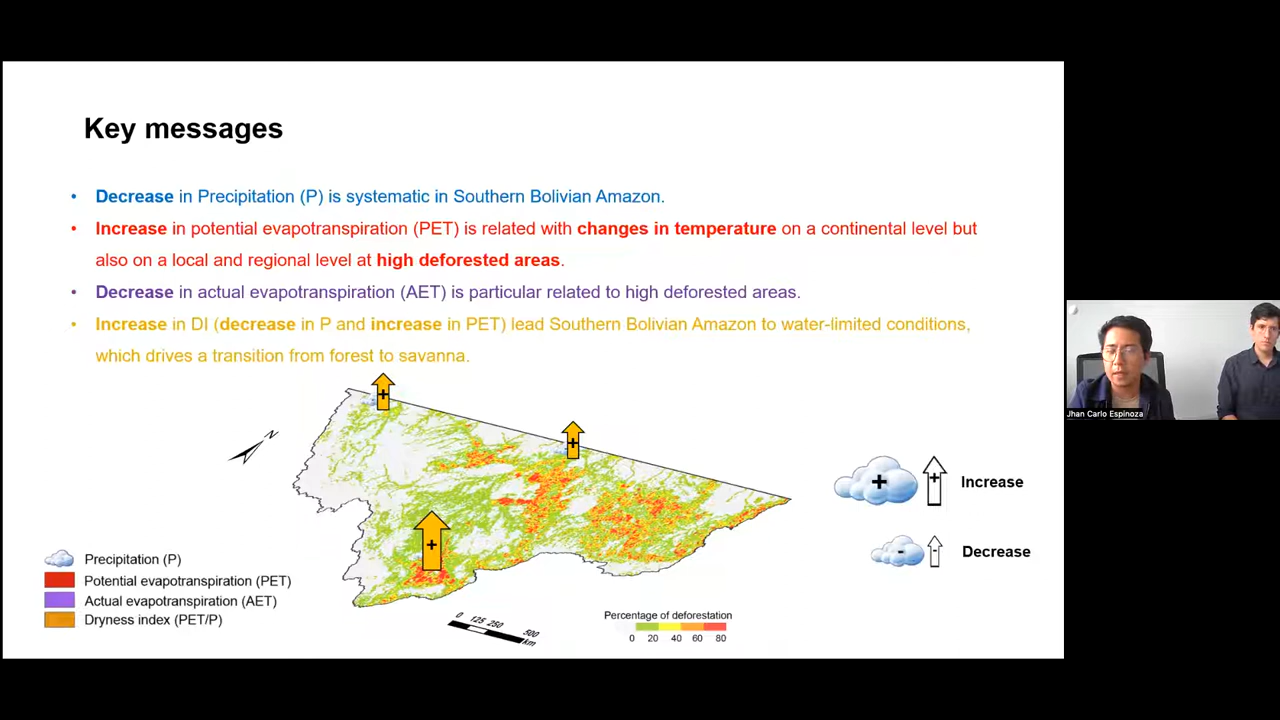 Key messages
• Decrease in Precipitation (P) is systematic in Southern Bolivian Amazon.
• Increase in potential evapotranspiration (PET) is related with changes in temperature on a continental level but
also on a local and regional level at high deforested areas.
• Decrease in actual evapotranspiration (AET) is particular related to high deforested areas.
• Increase in DI (decrease in P and increase in PET) lead Southern Bolivian Amazon to water-limited conditions,
which drives a transition from forest to savanna.
Jhan Carlo Espinoza
+
+
N
+
+ + Increase
- - Decrease
Precipitation (P)
Potential evapotranspiration (PET)
Actual evapotranspiration (AET)
Dryness index (PET/P)
0 125 250 500
km
Percentage of deforestation
0 20 40 60 80